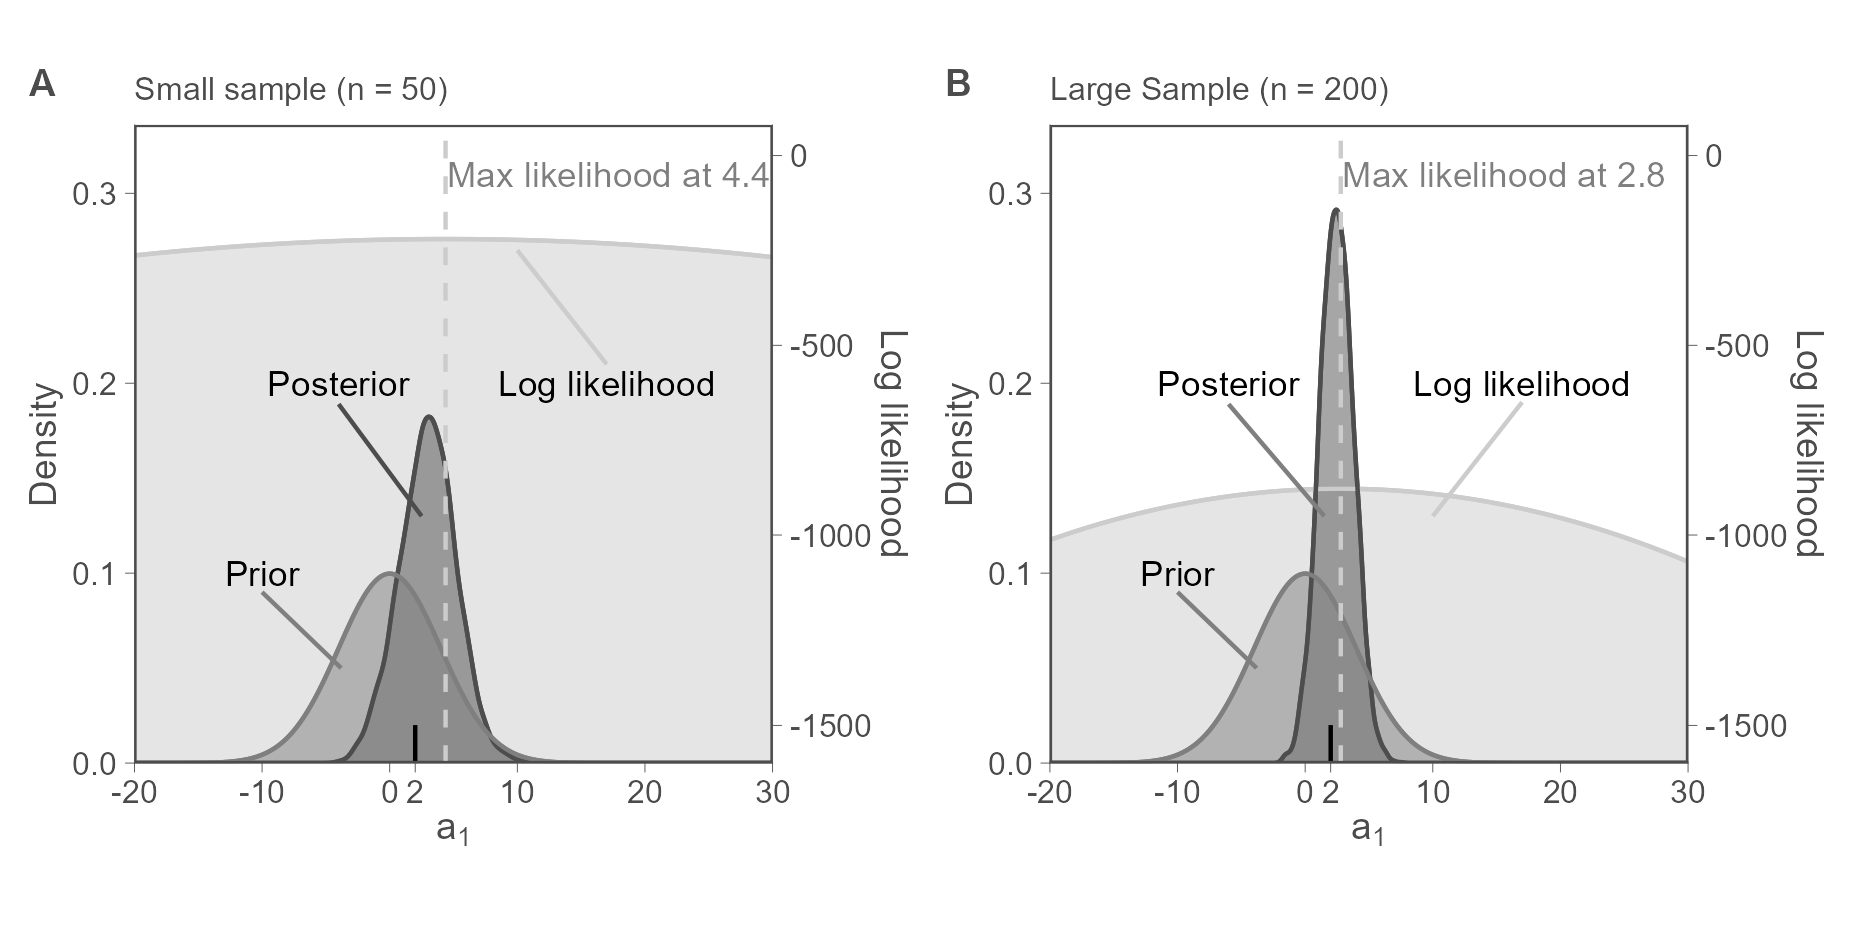 A
Small sample (n = 50)
Max likelihood at 4.4
Posterior
Log likelihood
Prior
Density
0.3
0.2
0.1
0.0
0
-500
-1000
-1500
Log likelihood
-20 -10 0 2 10 20 30
a1
B
Large Sample (n = 200)
Max likelihood at 2.8
Posterior
Log likelihood
Prior
Density
0.3
0.2
0.1
0.0
0
-500
-1000
-1500
Log likelihood
-20 -10 0 2 10 20 30
a1